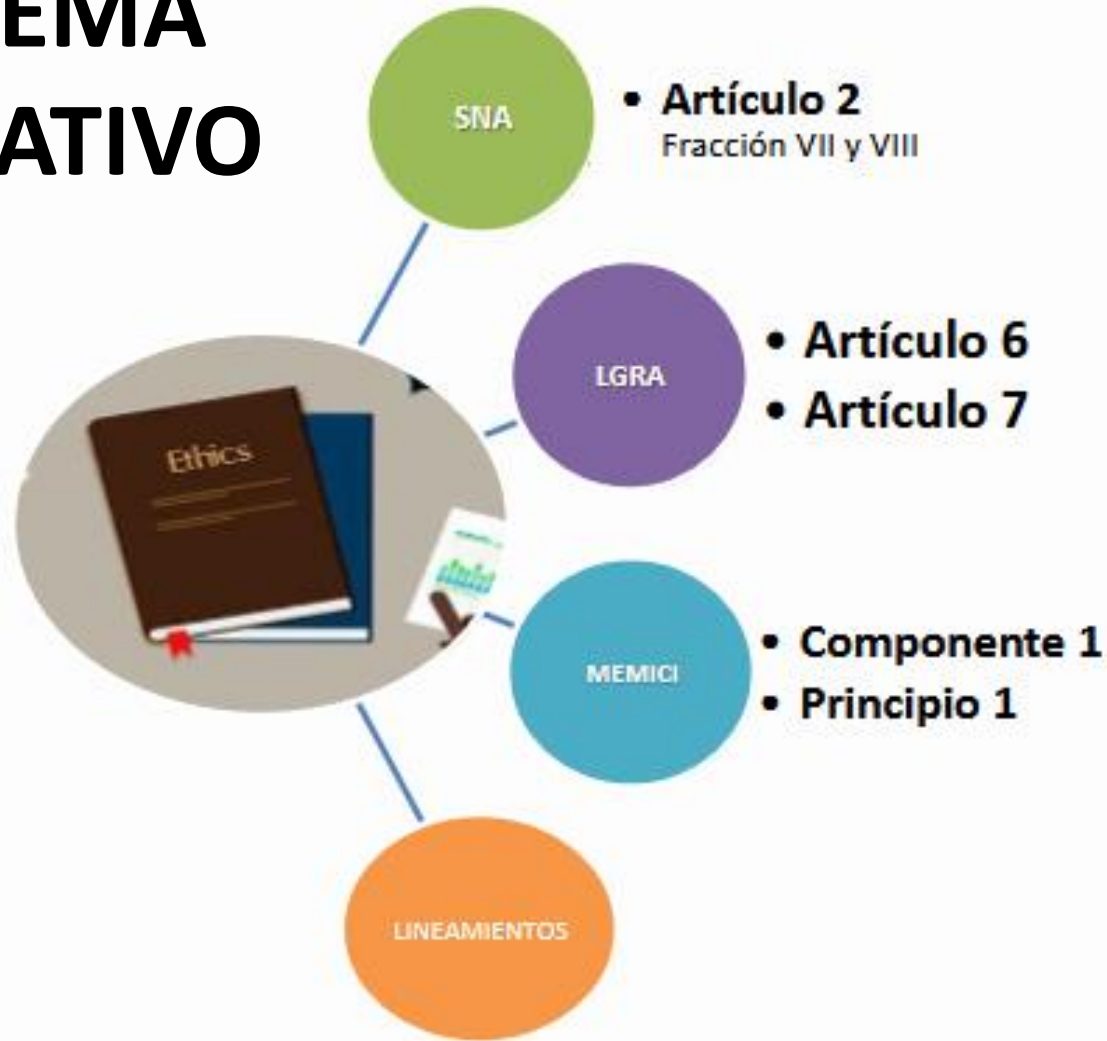 EMA
ATIVO
SNA
• Artículo 2
Fracción VII y VIII
LGRA
• Artículo 6
• Artículo 7
Ethics
MEMICI
• Componente 1
• Principio 1
LINEAMIENTOS